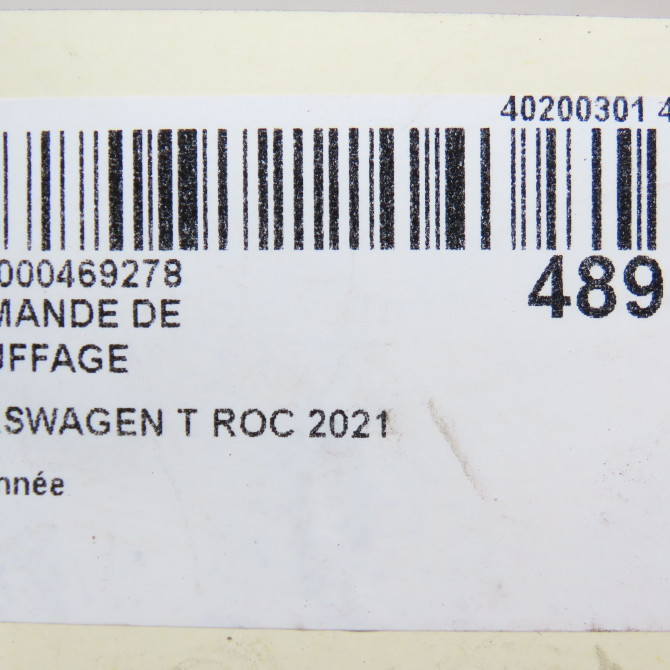 40200301 4
000469278
489
MANDE DE
UFFAGE
SWAGEN T ROC 2021
nnée